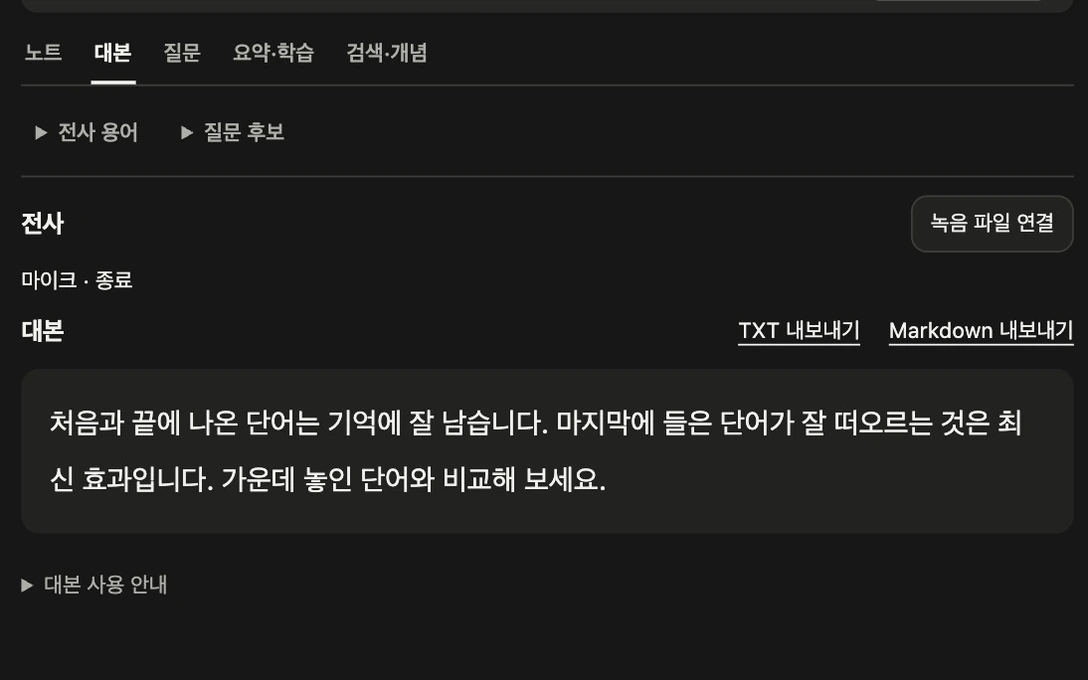 노트 대본 질문 요약·학습 검색·개념
▶ 전사 용어 ▶ 질문 후보
전사 녹음 파일 연결
마이크 · 종료
대본 TXT 내보내기 Markdown 내보내기
처음과 끝에 나온 단어는 기억에 잘 남습니다. 마지막에 들은 단어가 잘 떠오르는 것은 최
신 효과입니다. 가운데 놓인 단어와 비교해 보세요.
▶ 대본 사용 안내